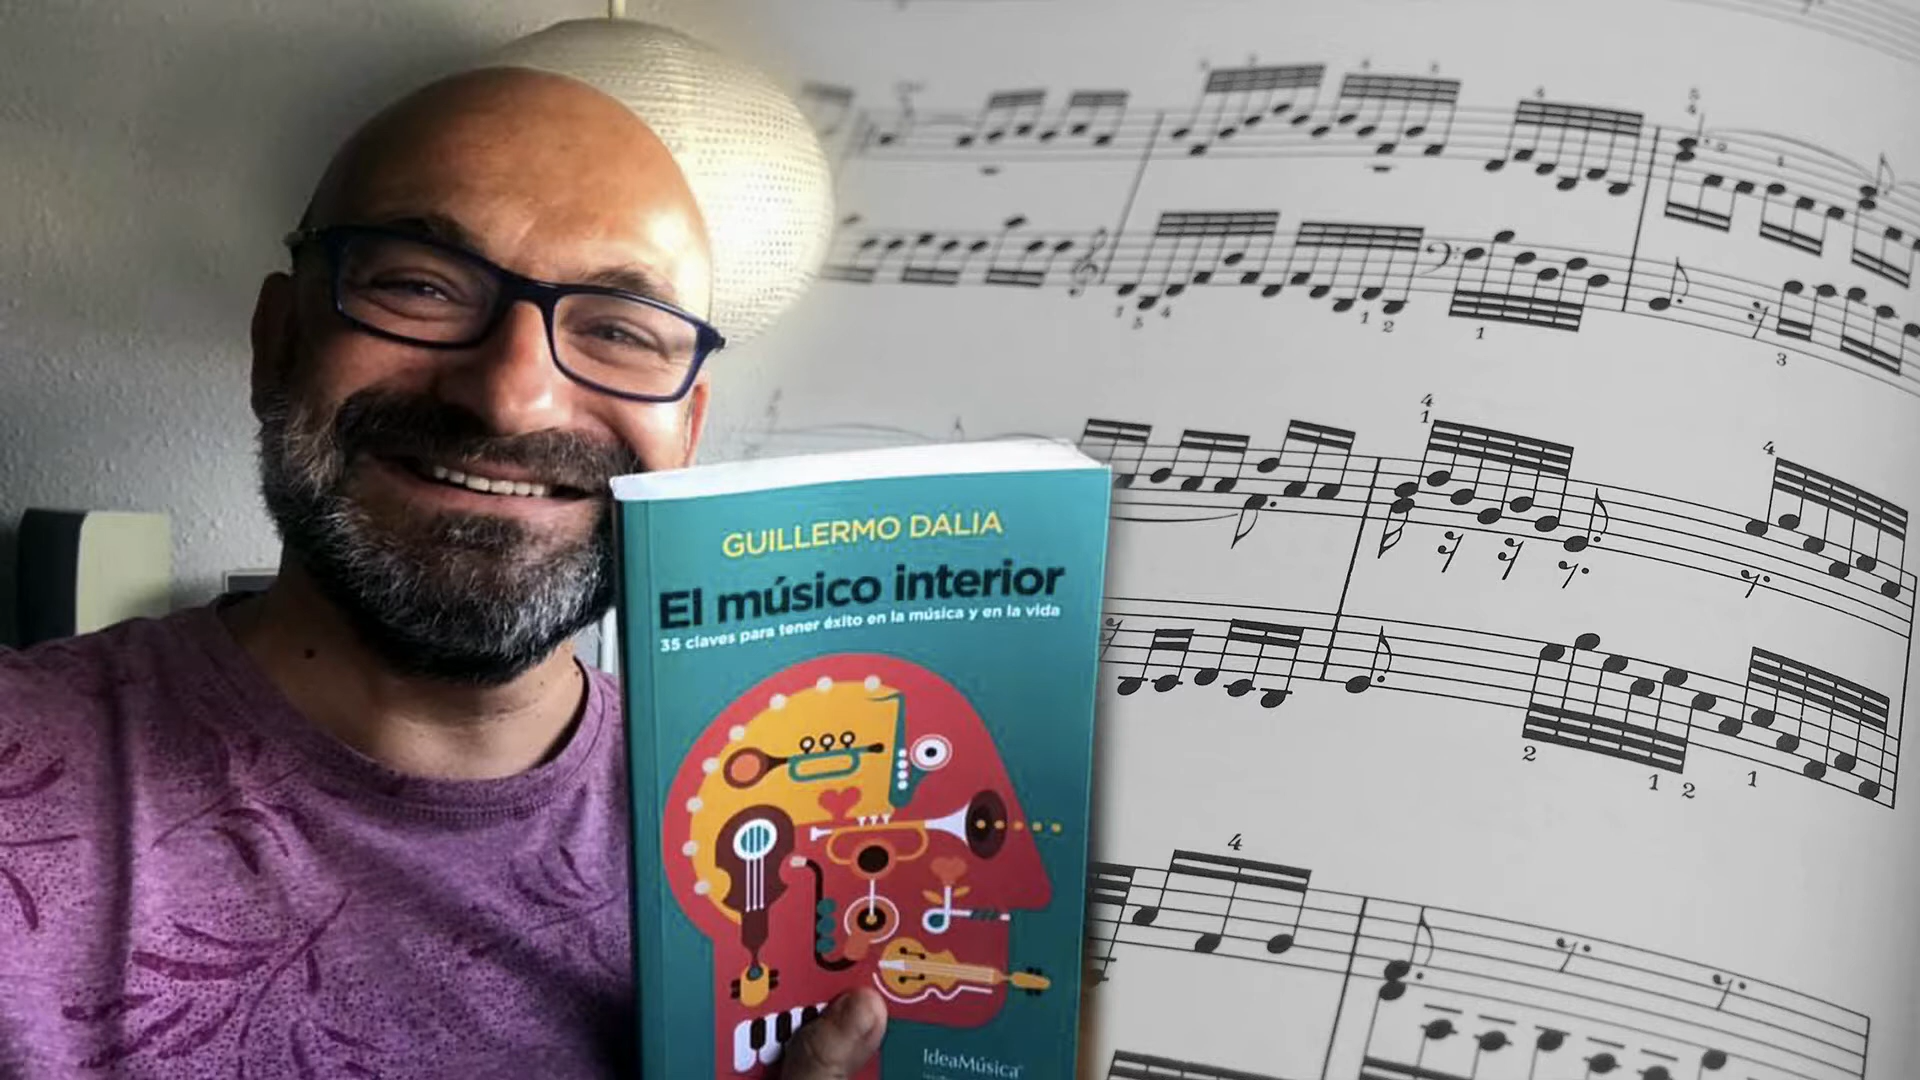 GUILLERMO DALIA
El músico interior
35 claves para tener éxito en la música y en la vida
IdeaMúsica